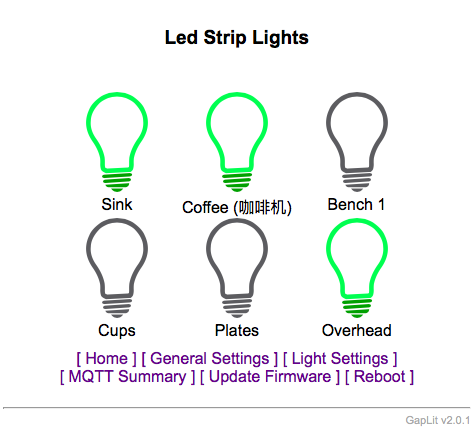 Led Strip Lights
Sink Coffee (咖啡机) Bench 1
Cups Plates Overhead
[ Home ] [ General Settings ] [ Light Settings ]
[ MQTT Summary ] [ Update Firmware ] [ Reboot ]
GapLit v2.0.1